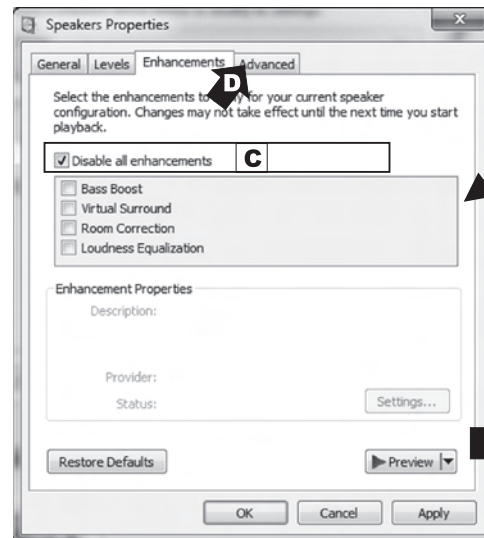 Speakers Properties
x
General Levels Enhancements Advanced
D
Select the enhancements to for your current speaker
configuration. Changes may not take effect until the next time you start
playback.
Disable all enhancements C
Bass Boost
Virtual Surround
Room Correction
Loudness Equalization
Enhancement Properties
Description:
Provider:
Status:
Settings...
Restore Defaults Preview
OK Cancel Apply